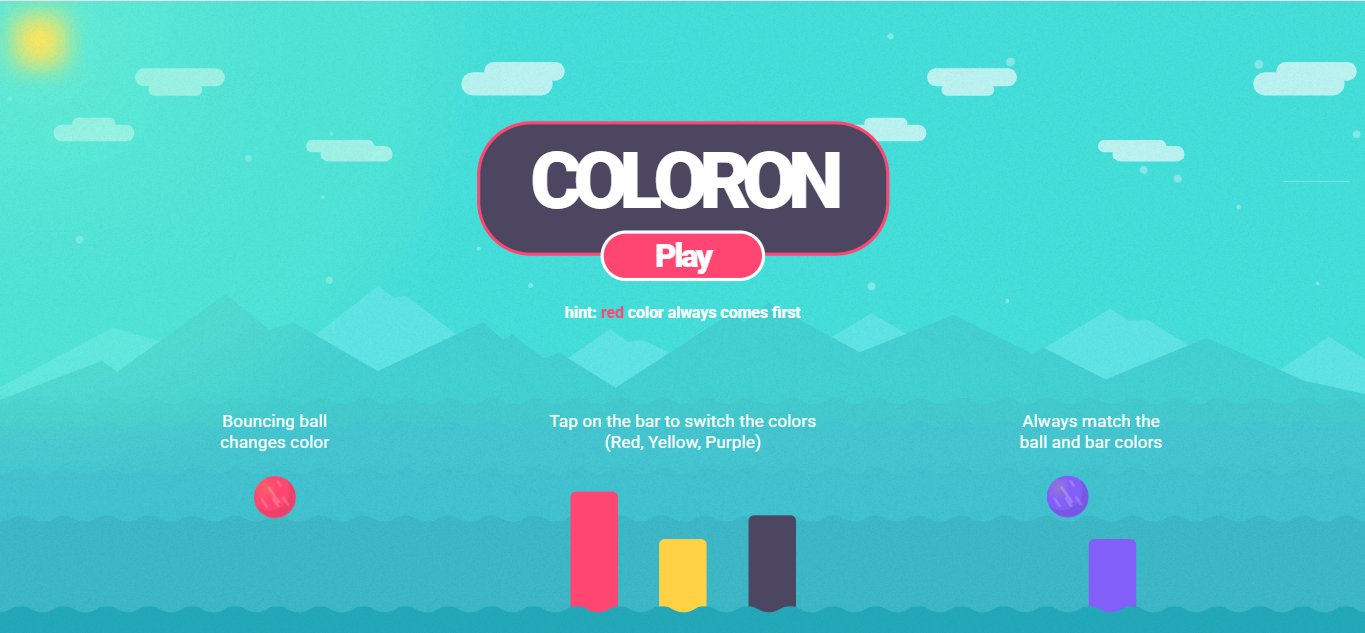 COLORON
Play
hint: red color always comes first
Bouncing ball
changes color
Tap on the bar to switch the colors
(Red, Yellow, Purple)
Always match the
ball and bar colors